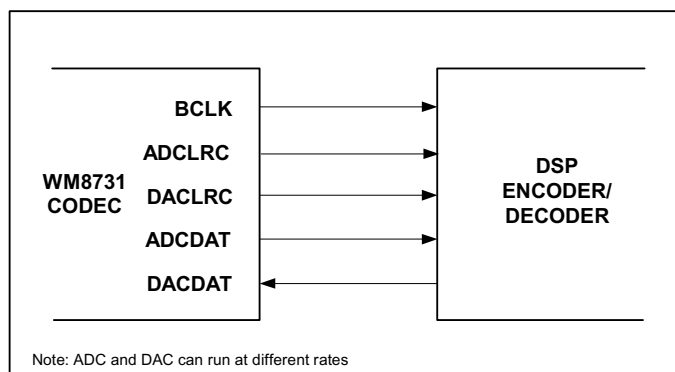 BCLK
ADCLRC
WM8731
CODEC
DACLRC
ADCDAT
DACDAT
DSP
ENCODER/
DECODER
Note: ADC and DAC can run at different rates